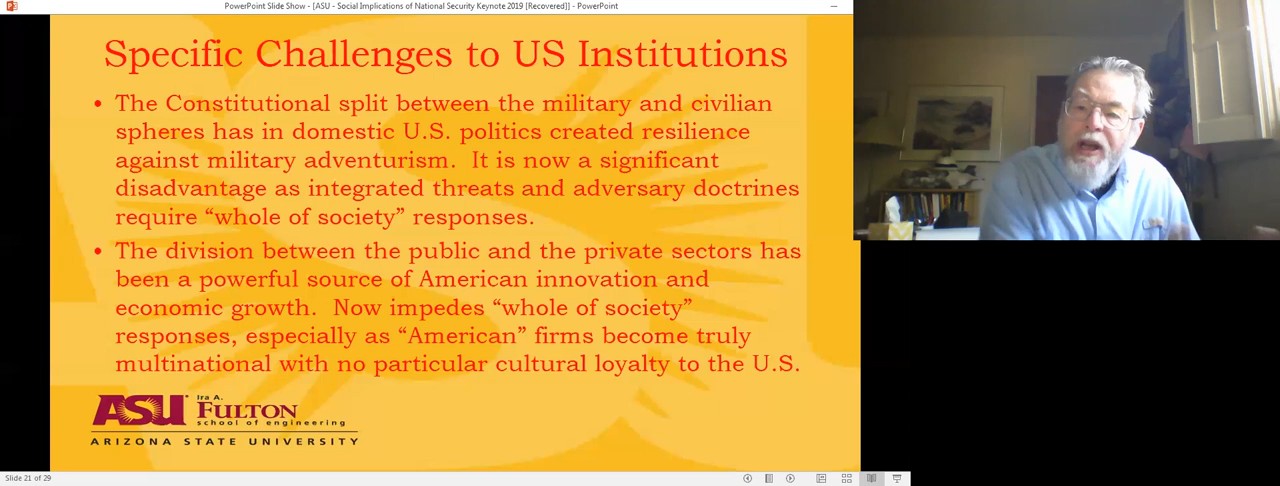 PowerPoint Slide Show - [ASU - Social Implications of National Security Keynote 2019 [Recovered]] - PowerPoint
Specific Challenges to US Institutions
• The Constitutional split between the military and civilian
spheres has in domestic U.S. politics created resilience
against military adventurism. It is now a significant
disadvantage as integrated threats and adversary doctrines
require “whole of society” responses.
• The division between the public and the private sectors has
been a powerful source of American innovation and
economic growth. Now impedes “whole of society”
responses, especially as “American” firms become truly
multinational with no particular cultural loyalty to the U.S.
ASU Ira A.
FULTON
school of engineering
ARIZONA STATE UNIVERSITY
Slide 21 of 29